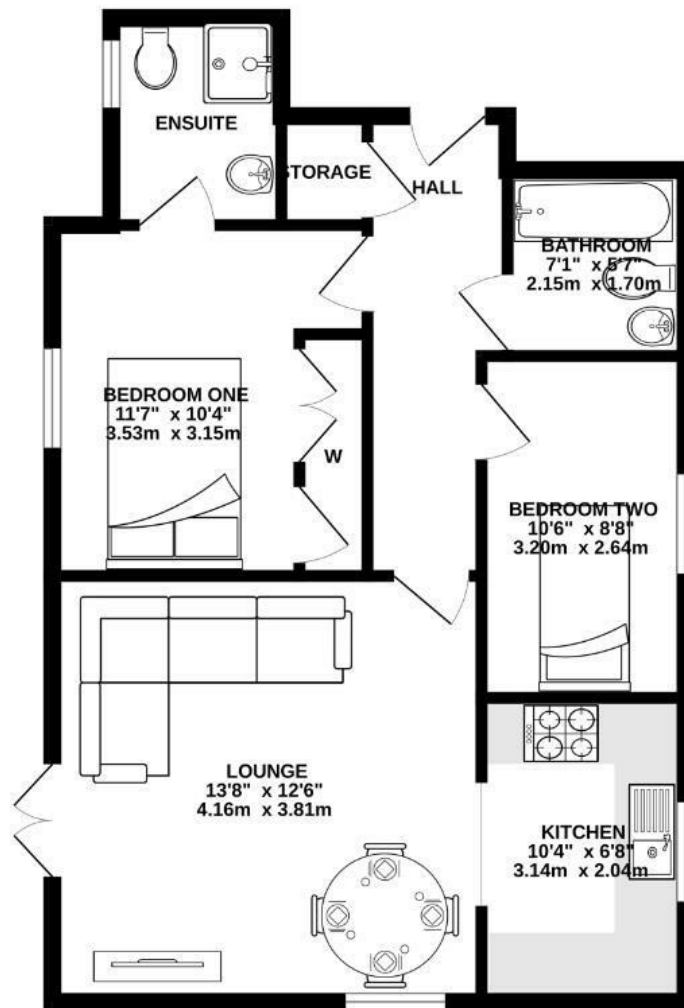 ENSUITE
STORAGE
HALL
BATHROOM
7'1" x 5'7"
2.15m x 1.70m
BEDROOM ONE
11'7" x 10'4"
3.53m x 3.15m
W
BEDROOM TWO
10'6" x 8'8"
3.20m x 2.64m
LOUNGE
13'8" x 12'6"
4.16m x 3.81m
KITCHEN
10'4" x 6'8"
3.14m x 2.04m